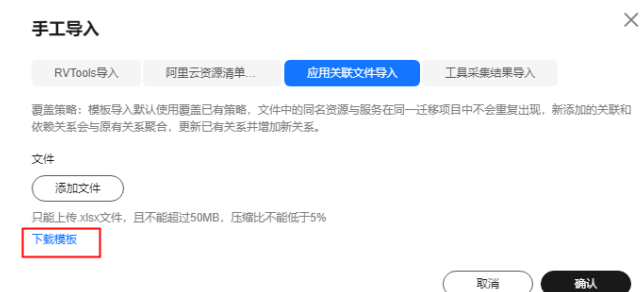 手工导入
RVTools导入 阿里云资源清单... 应用关联文件导入 工具采集结果导入
覆盖策略：模板导入默认使用覆盖已有策略，文件中的同名资源与服务在同一迁移项目中不会重复出现，新添加的关联和
依赖关系会与原有关系聚合，更新已有关系并增加新关系。
文件
添加文件
只能上传.xlsx文件，且不能超过50MB，压缩比不能低于5%
下载模板
取消 确认